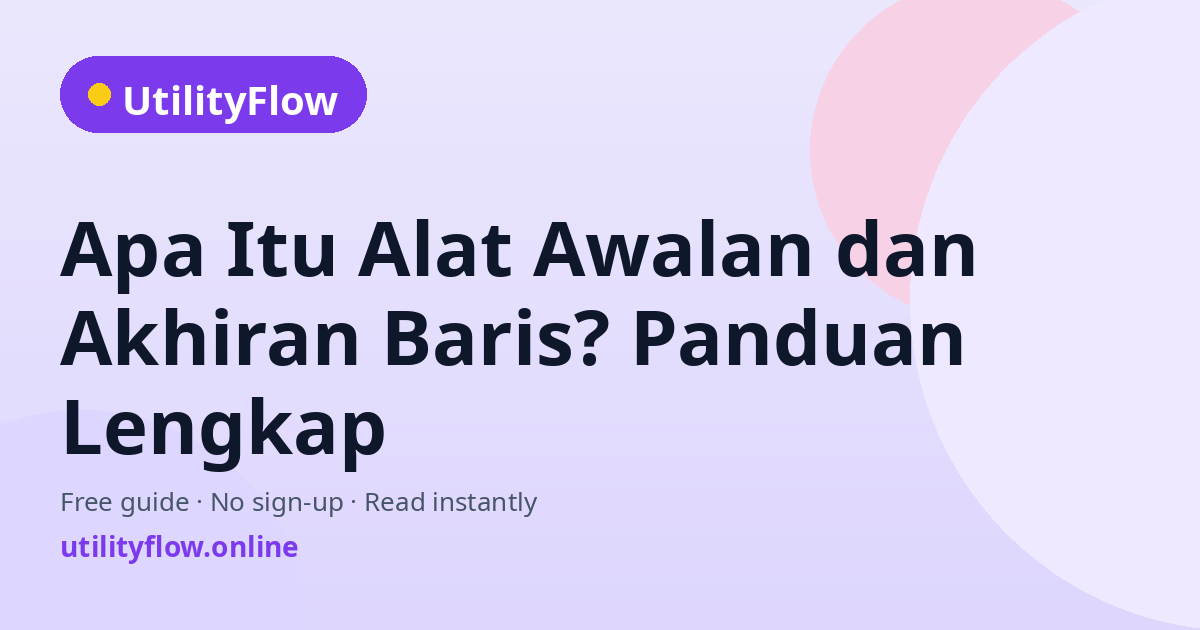 UtilityFlow
Apa Itu Alat Awalan dan
Akhiran Baris? Panduan
Lengkap
Free guide · No sign-up · Read instantly
utilityflow.online